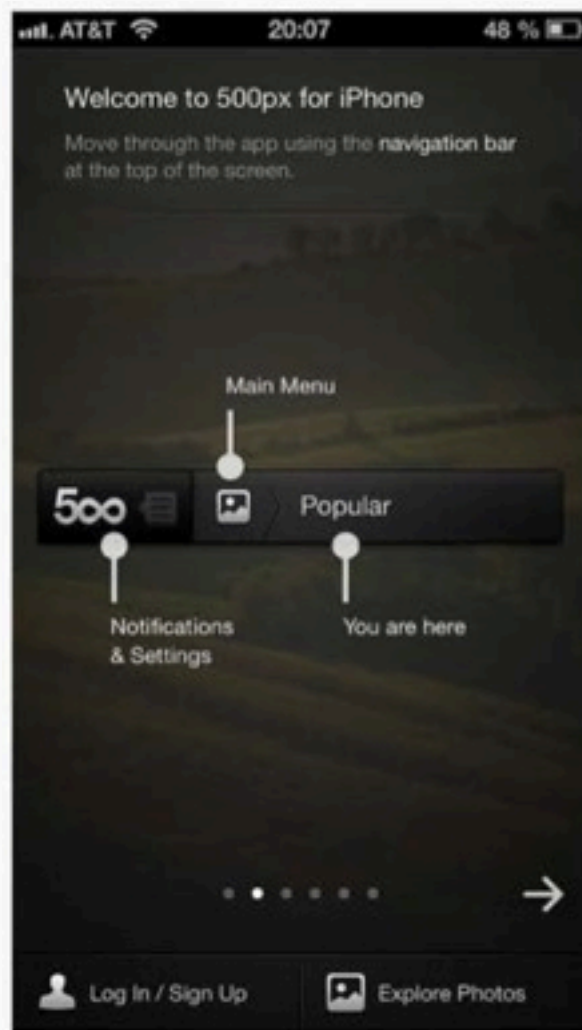 AT&T 20:07 48 %
Welcome to 500px for iPhone
Move through the app using the navigation bar
at the top of the screen.
Main Menu
500 Popular
Notifications
& Settings
You are here
Log In / Sign Up Explore Photos